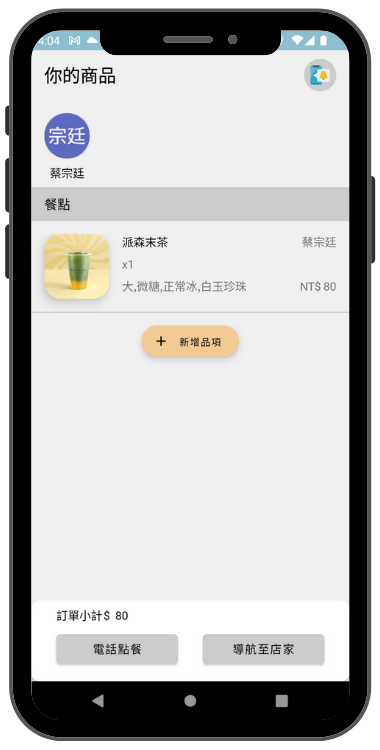 4:04
你的商品
宗廷
蔡宗廷
餐點
派森末茶 蔡宗廷
x1
大,微糖,正常冰,白玉珍珠 NT$ 80
+ 新增品項
訂單小計$ 80
電話點餐 導航至店家